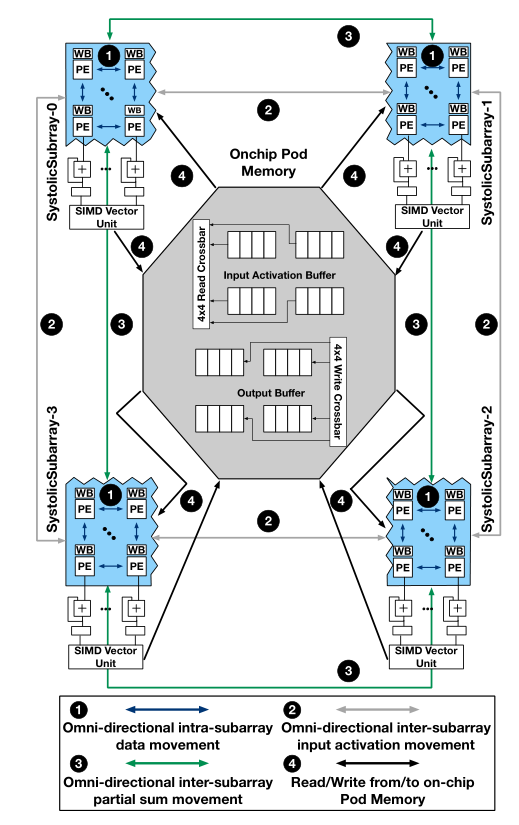 3
WB WB
1
PE PE
WB WB
PE PE
+ ... +
SIMD Vector
Unit
SystolicSubrray-0
WB WB
1
PE PE
WB WB
PE PE
+ ... +
SIMD Vector
Unit
SystolicSubarray-1
2
4
4
Onchip Pod
Memory
4
4
4x4 Read Crossbar
Input Activation Buffer
2
3
3
2
4x4 Write Crossbar
Output Buffer
SystolicSubarray-3
WB WB
1
PE PE
WB WB
PE PE
+ ... +
SIMD Vector
Unit
SystolicSubarray-2
WB WB
1
PE PE
WB WB
PE PE
+ ... +
SIMD Vector
Unit
4
4
2
3
1
Omni-directional intra-subarray
data movement
2
Omni-directional inter-subarray
input activation movement
3
Omni-directional inter-subarray
partial sum movement
4
Read/Write from/to on-chip
Pod Memory